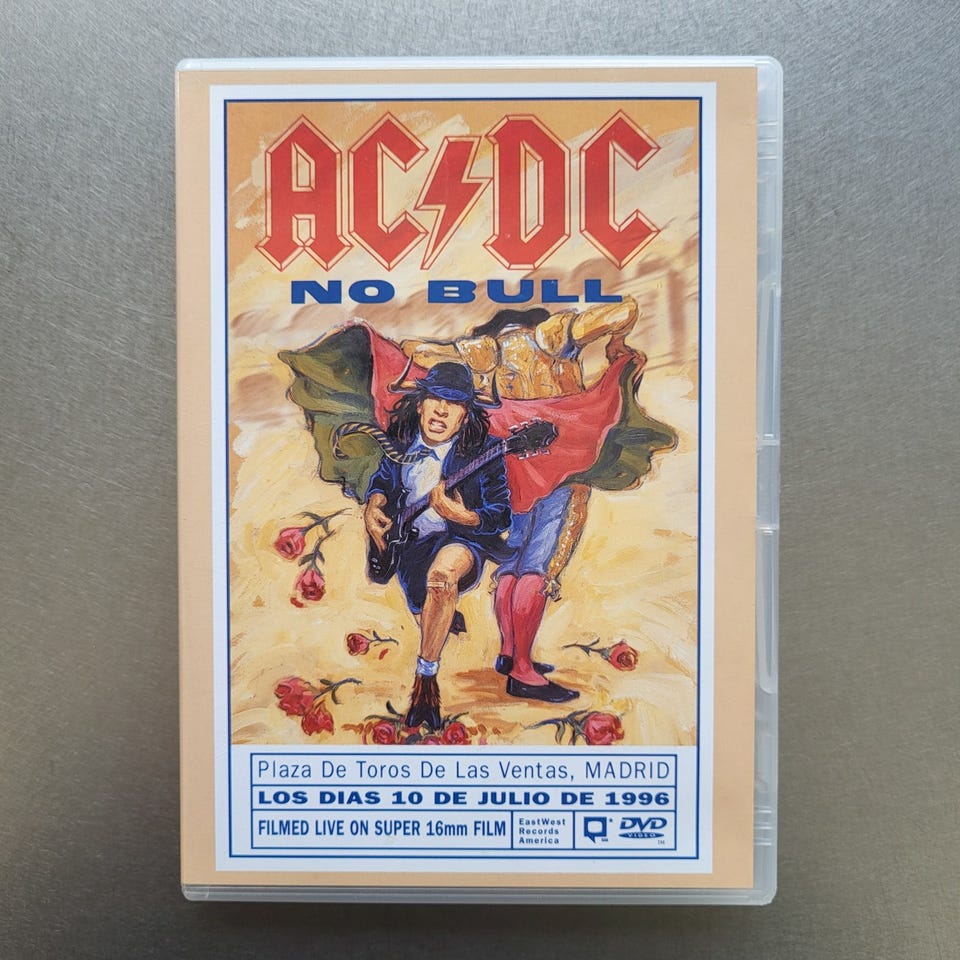 AC⚡DC
NO BULL
Plaza De Toros De Las Ventas, MADRID
LOS DIAS 10 DE JULIO DE 1996
FILMED LIVE ON SUPER 16mm FILM
EastWest
Records
America
DVD
VIDEO
TM